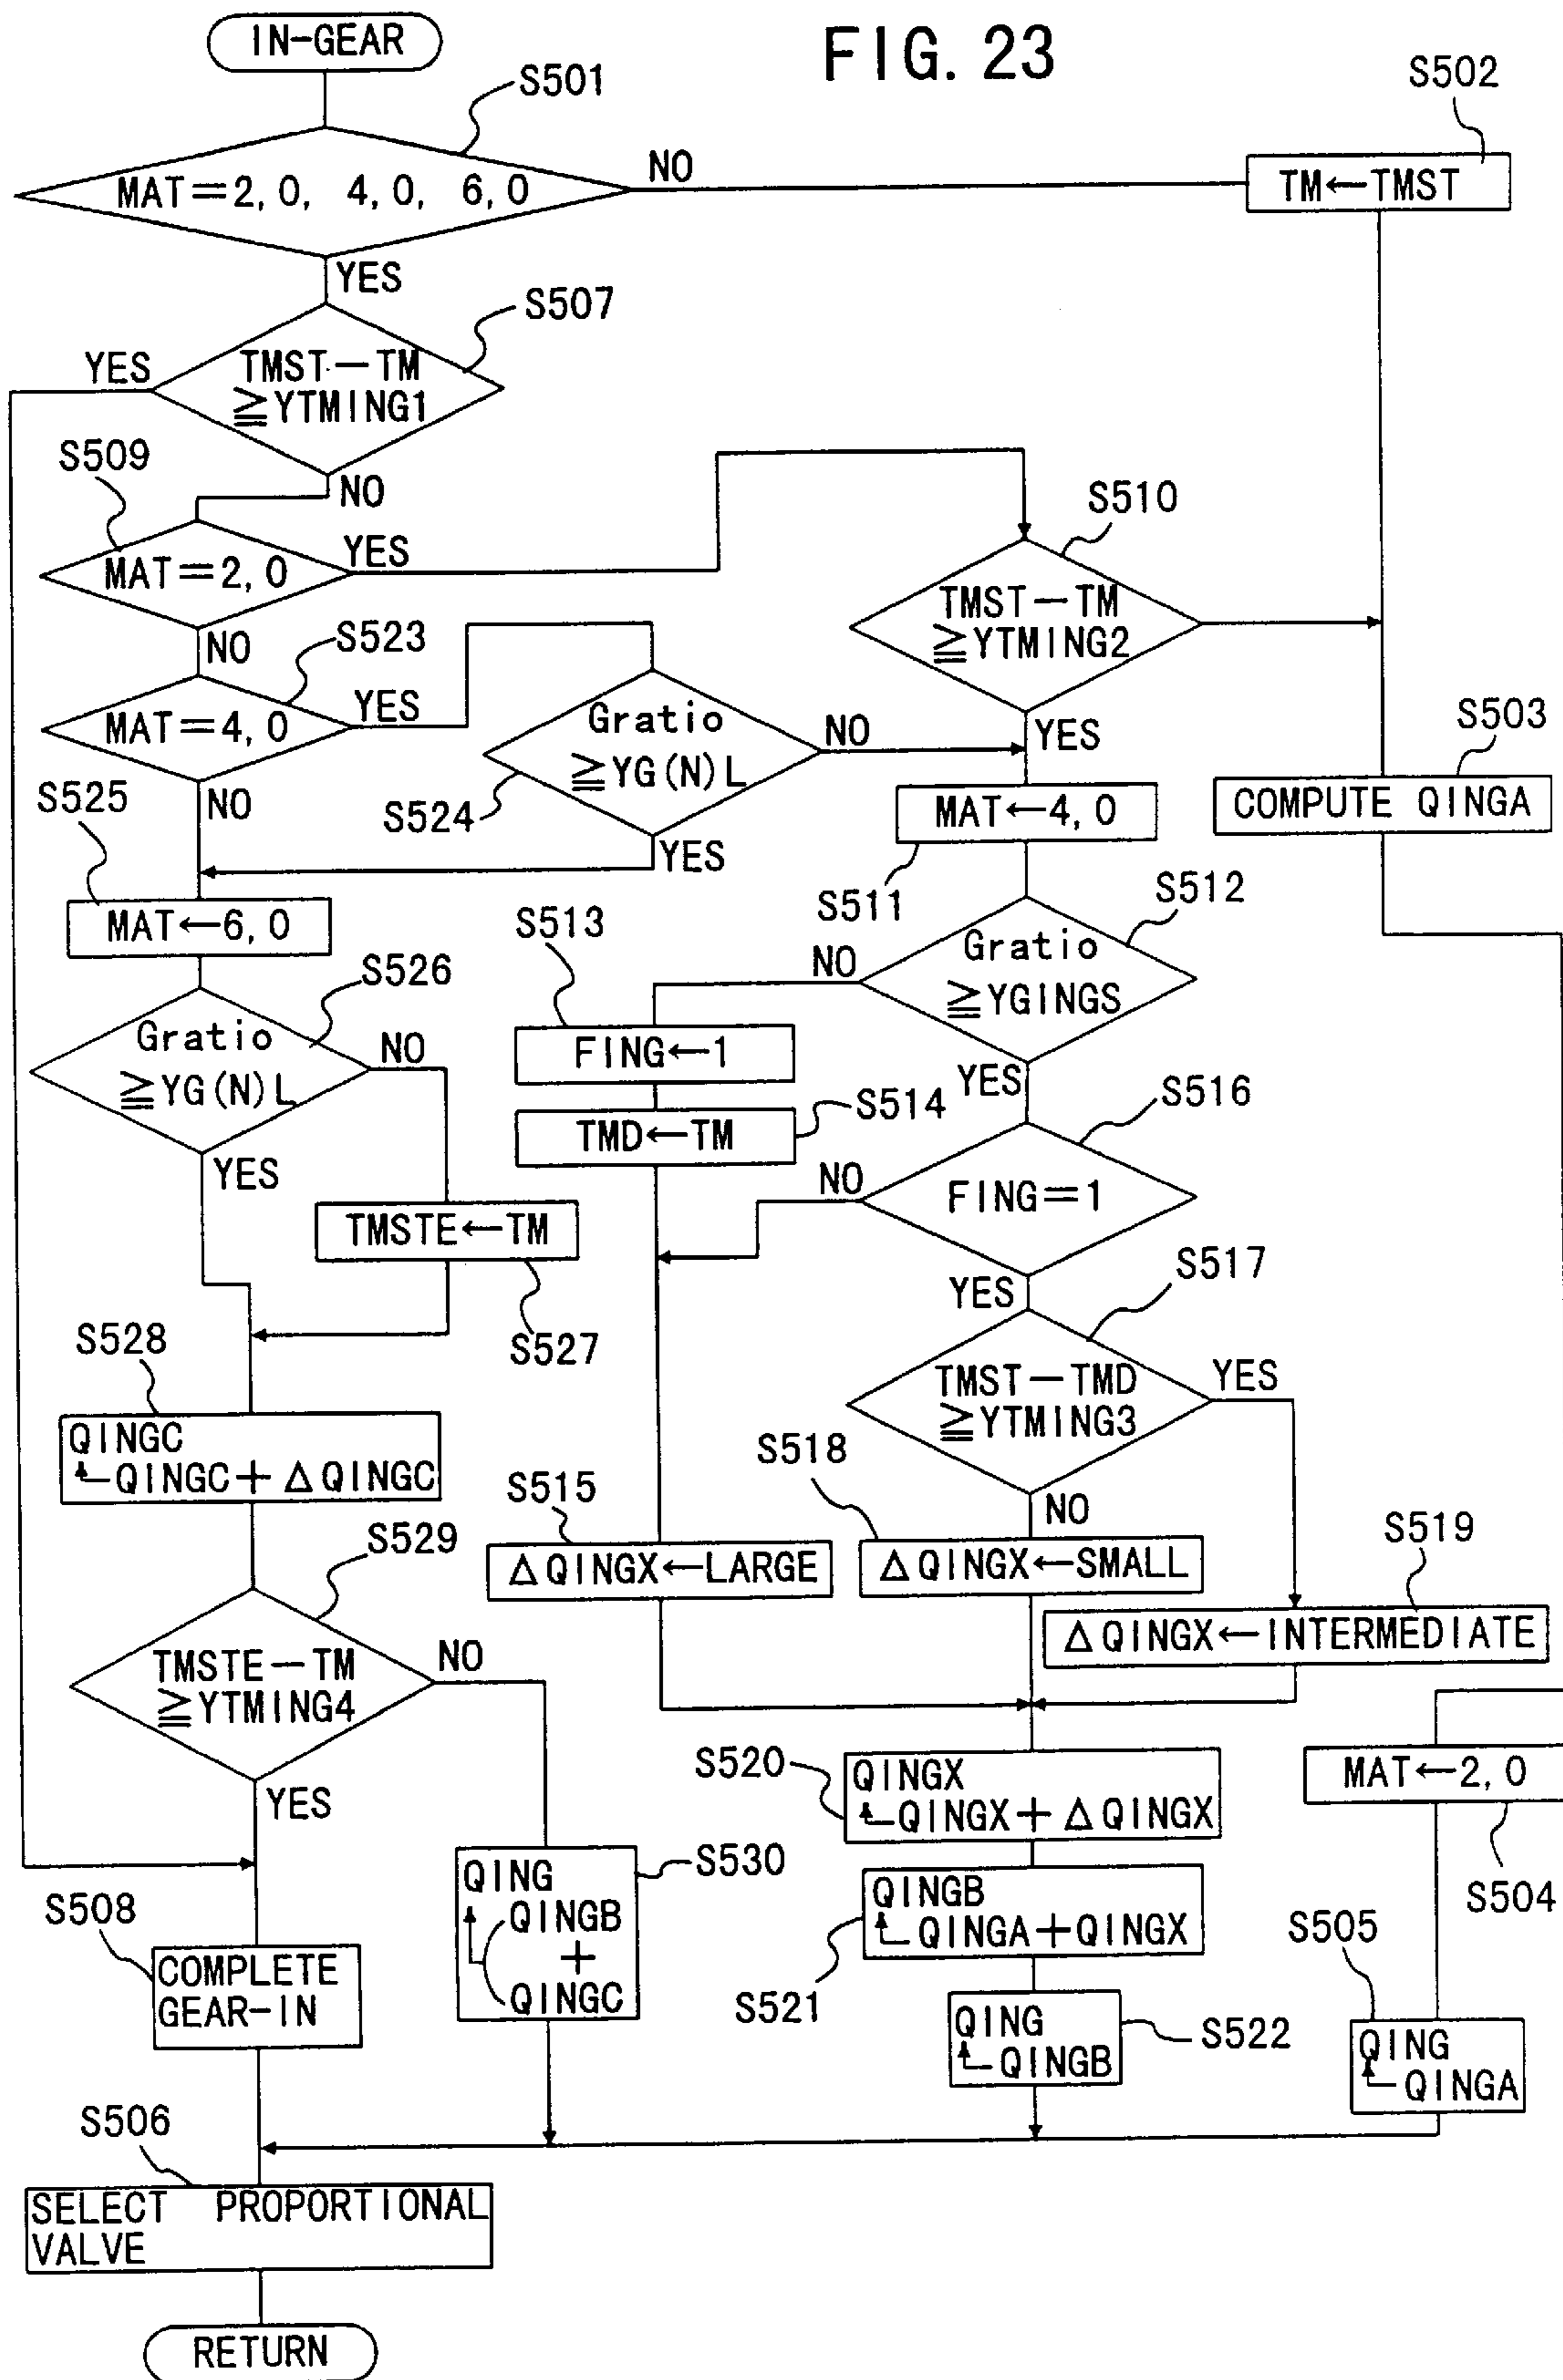 FIG. 23
IN-GEAR
S501
MAT=2,0, 4,0, 6,0
NO
YES
S502
TM←TMST
S507
TMST-TM
≧YTMING1
YES
NO
S509
MAT=2,0
YES
NO
S510
TMST-TM
≧YTMING2
YES
S523
MAT=4,0
YES
NO
Gratio
≧YG(N)L
S524
NO
YES
S503
COMPUTE QINGA
S525
MAT←6,0
MAT←4,0
S511
S512
Gratio
≧YGINGS
NO
YES
S513
FING←1
S514
TMD←TM
S526
Gratio
≧YG(N)L
NO
YES
TMSTE←TM
S527
S516
FING=1
NO
YES
S517
TMST-TMD
≧YTMING3
YES
NO
S528
QINGC
QINGC+ΔQINGC
S515
ΔQINGX←LARGE
S518
ΔQINGX←SMALL
S519
ΔQINGX←INTERMEDIATE
S529
TMSTE-TM
≧YTMING4
NO
YES
S520
QINGX
QINGX+ΔQINGX
MAT←2,0
S504
S530
QING
QINGB
+
QINGC
QINGB
QINGA+QINGX
S521
S508
COMPLETE
GEAR-IN
QING
QINGB
S522
S505
QING
QINGA
S506
SELECT PROPORTIONAL
VALVE
RETURN